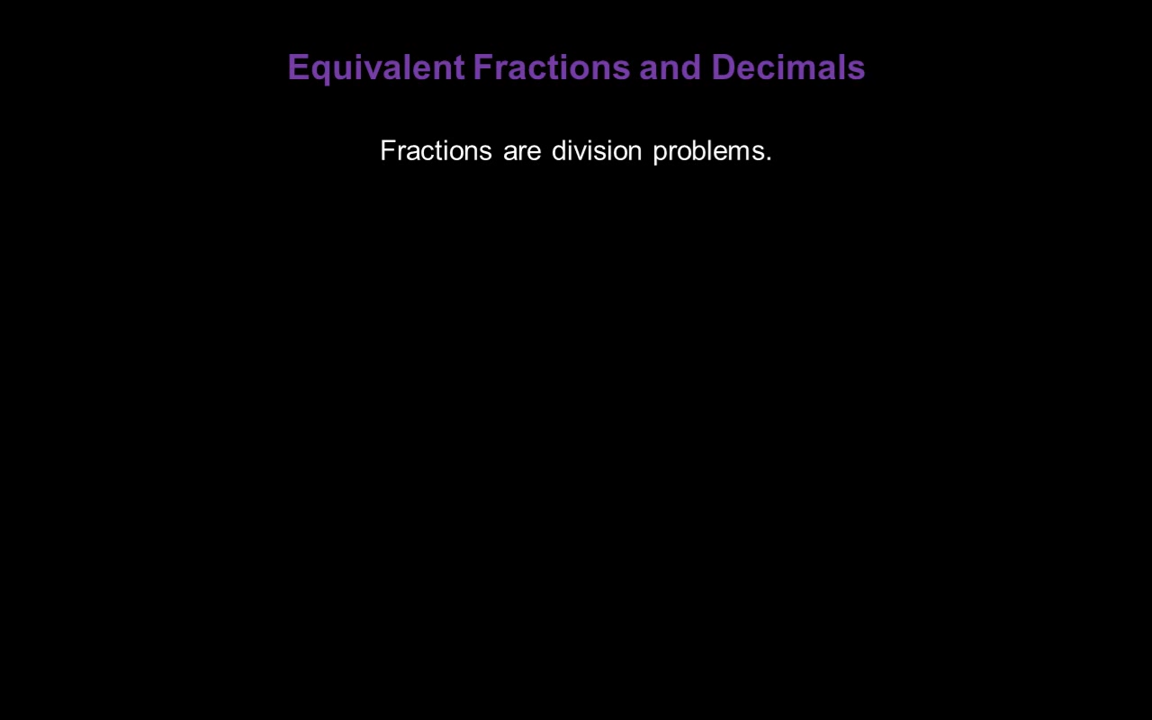 Equivalent Fractions and Decimals
Fractions are division problems.